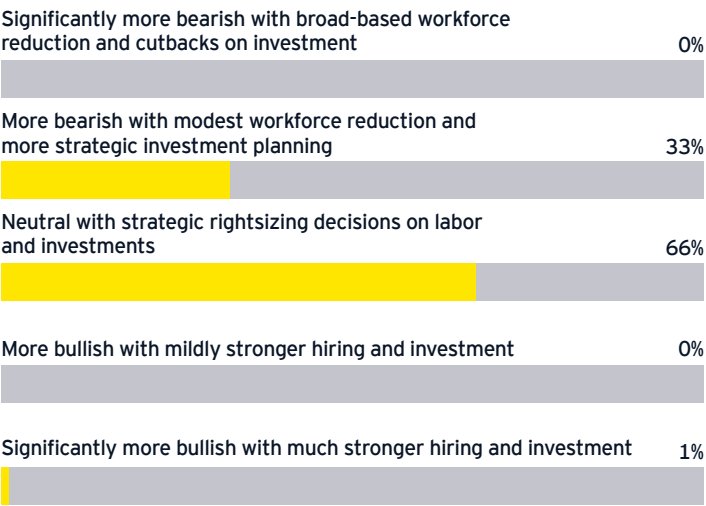 Significantly more bearish with broad-based workforce
reduction and cutbacks on investment 0%
More bearish with modest workforce reduction and
more strategic investment planning 33%
Neutral with strategic rightsizing decisions on labor
and investments 66%
More bullish with mildly stronger hiring and investment 0%
Significantly more bullish with much stronger hiring and investment 1%